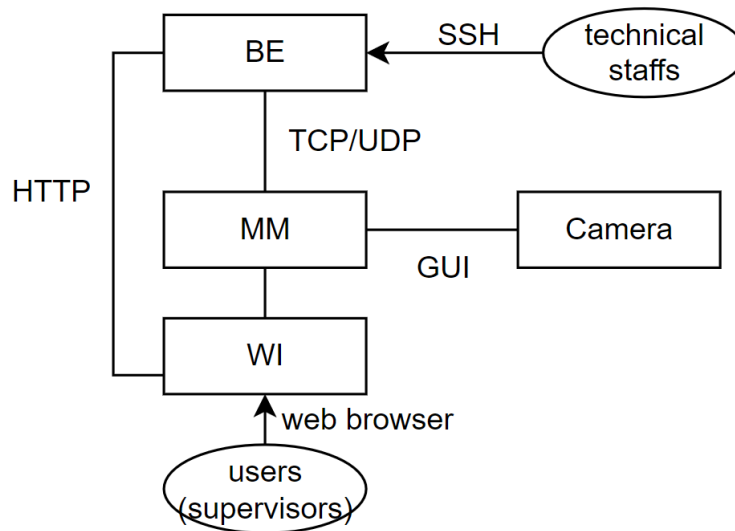 BE
SSH
technical
staffs
TCP/UDP
HTTP
MM
Camera
GUI
WI
web browser
users
(supervisors)